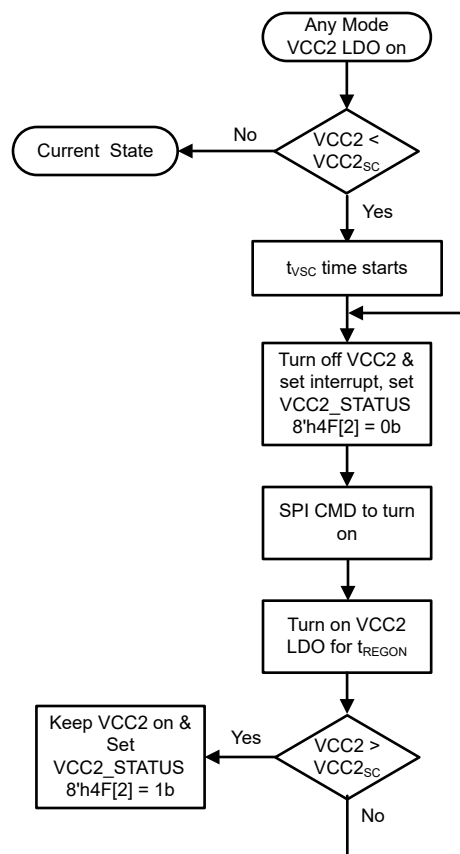 Any Mode
VCC2 LDO on
VCC2 <
VCC2SC
No
Current State
Yes
tVSC time starts
Turn off VCC2 &
set interrupt, set
VCC2_STATUS
8'h4F[2] = 0b
SPI CMD to turn
on
Turn on VCC2
LDO for tREGON
VCC2 >
VCC2SC
Yes
Keep VCC2 on &
Set
VCC2_STATUS
8'h4F[2] = 1b
No